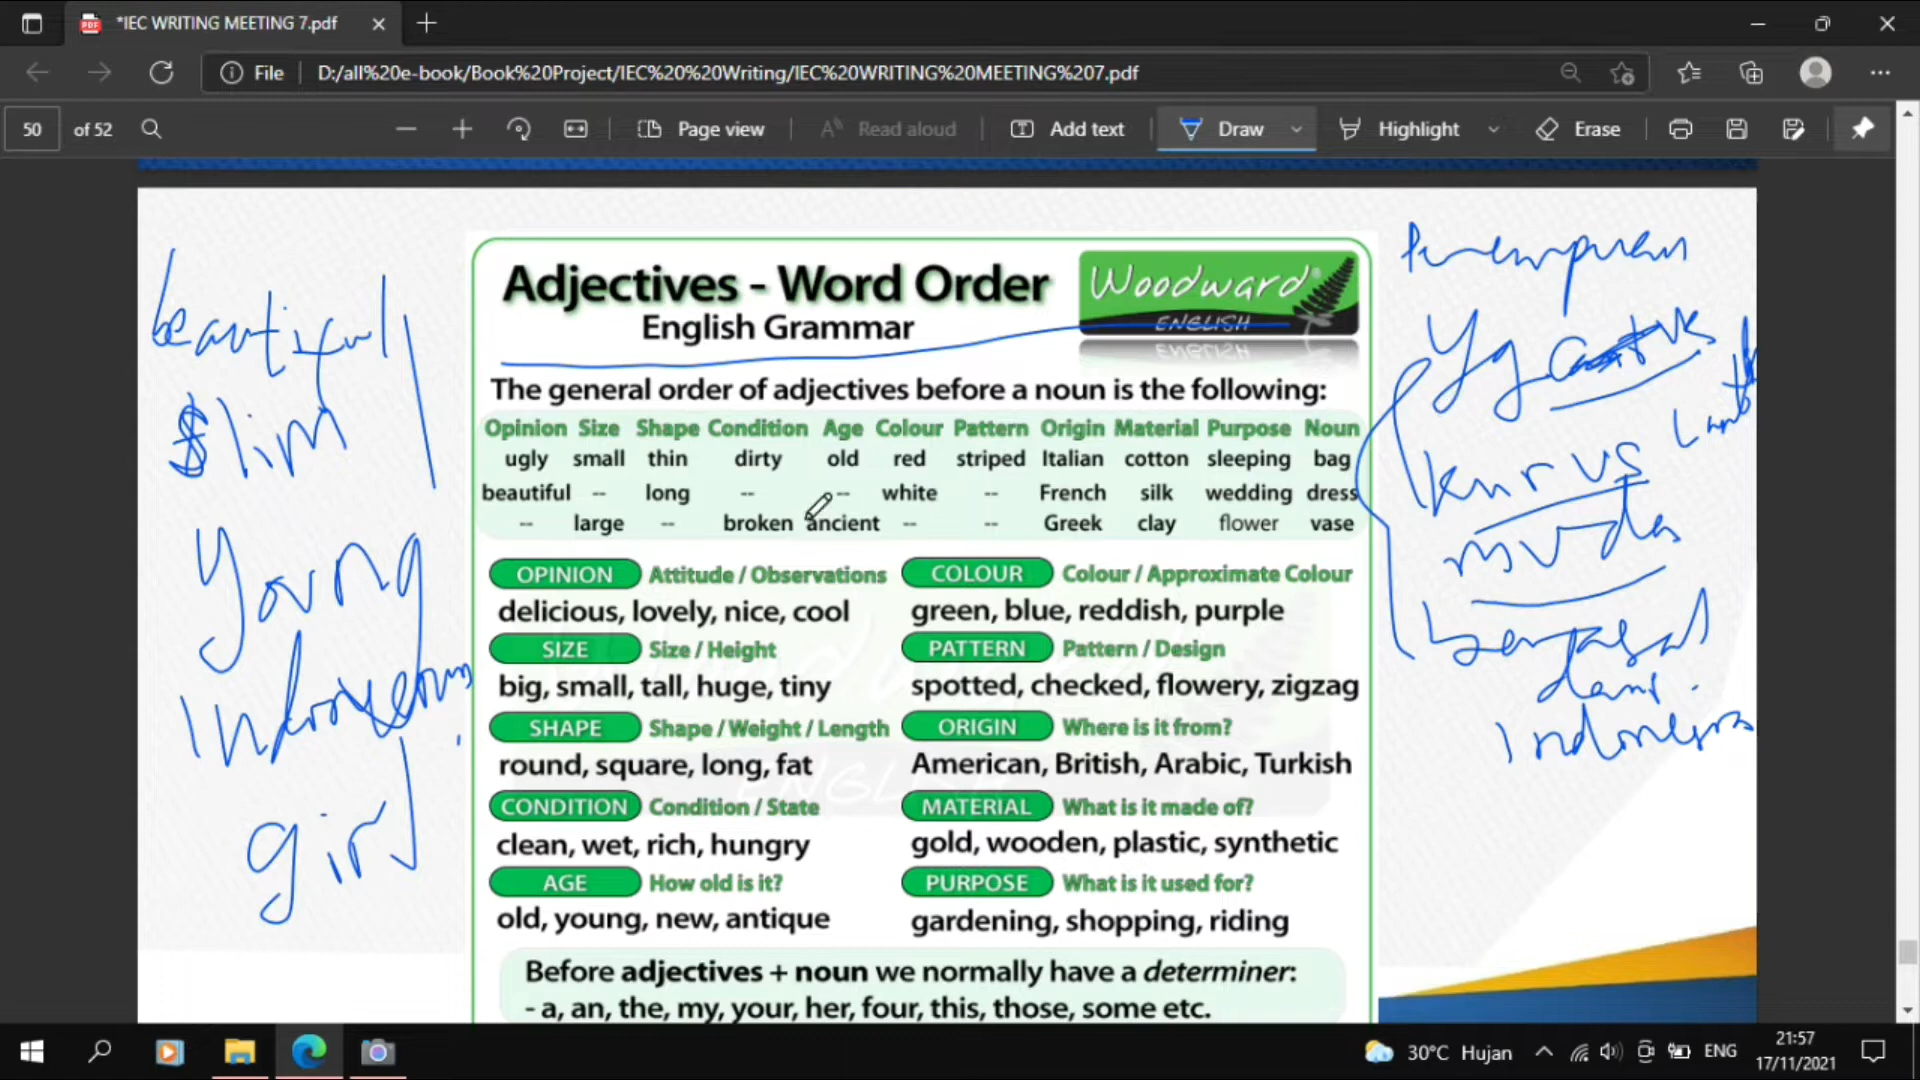 *IEC WRITING MEETING 7.pdf
File D:/all%20e-book/Book%20Project/IEC%20%20Writing/IEC%20WRITING%20MEETING%207.pdf
50 of 52 Page view Read aloud Add text Draw Highlight Erase
Adjectives - Word Order
English Grammar
Woodward®
ENGLISH
The general order of adjectives before a noun is the following:
Opinion Size Shape Condition Age Colour Pattern Origin Material Purpose Noun
ugly small thin dirty old red striped Italian cotton sleeping bag
beautiful -- long -- -- white -- French silk wedding dress
-- large -- broken ancient -- -- Greek clay flower vase
OPINION Attitude / Observations
delicious, lovely, nice, cool
SIZE Size / Height
big, small, tall, huge, tiny
SHAPE Shape / Weight / Length
round, square, long, fat
CONDITION Condition / State
clean, wet, rich, hungry
AGE How old is it?
old, young, new, antique
COLOUR Colour / Approximate Colour
green, blue, reddish, purple
PATTERN Pattern / Design
spotted, checked, flowery, zigzag
ORIGIN Where is it from?
American, British, Arabic, Turkish
MATERIAL What is it made of?
gold, wooden, plastic, synthetic
PURPOSE What is it used for?
gardening, shopping, riding
Before adjectives + noun we normally have a determiner:
- a, an, the, my, your, her, four, this, those, some etc.
beautiful
slim
young
Indonesian
girl
Perempuan
yg
kurus
muda
berasal
dari
Indonesia
30°C Hujan ENG
21:57
17/11/2021